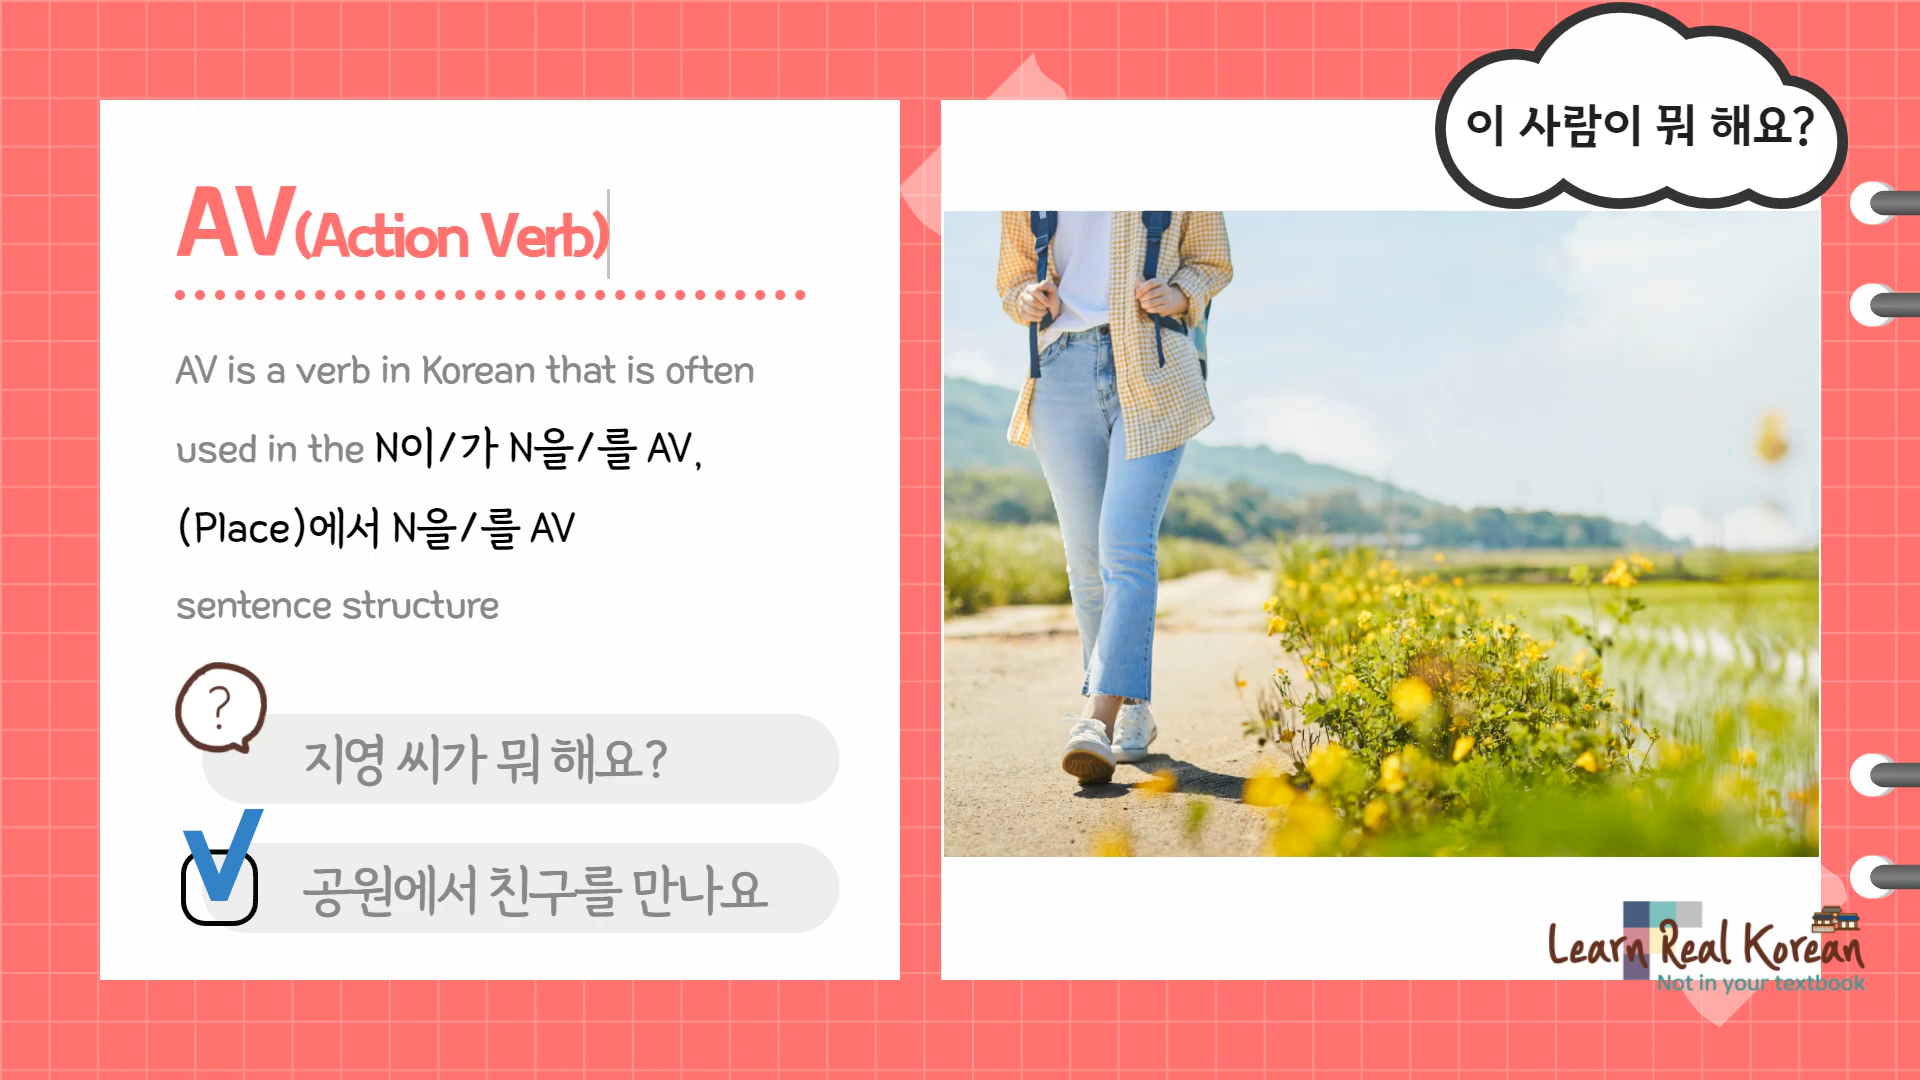 이 사람이 뭐 해요?
AV(Action Verb)
AV is a verb in Korean that is often
used in the N이/가 N을/를 AV,
(Place)에서 N을/를 AV
sentence structure
?
지영 씨가 뭐 해요?
공원에서 친구를 만나요
Learn Real Korean
Not in your textbook